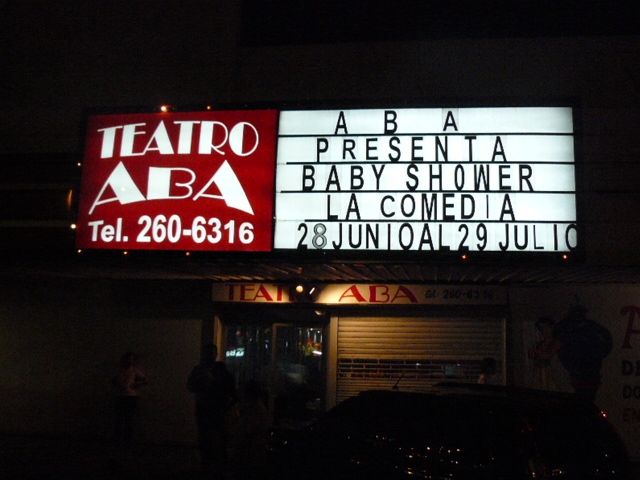 TEATRO
ABA
Tel. 260-6316
A B A
PRESENTA
BABY SHOWER
LA COMEDIA
28 JUNIO AL 29 JULIO
TEATRO ABA